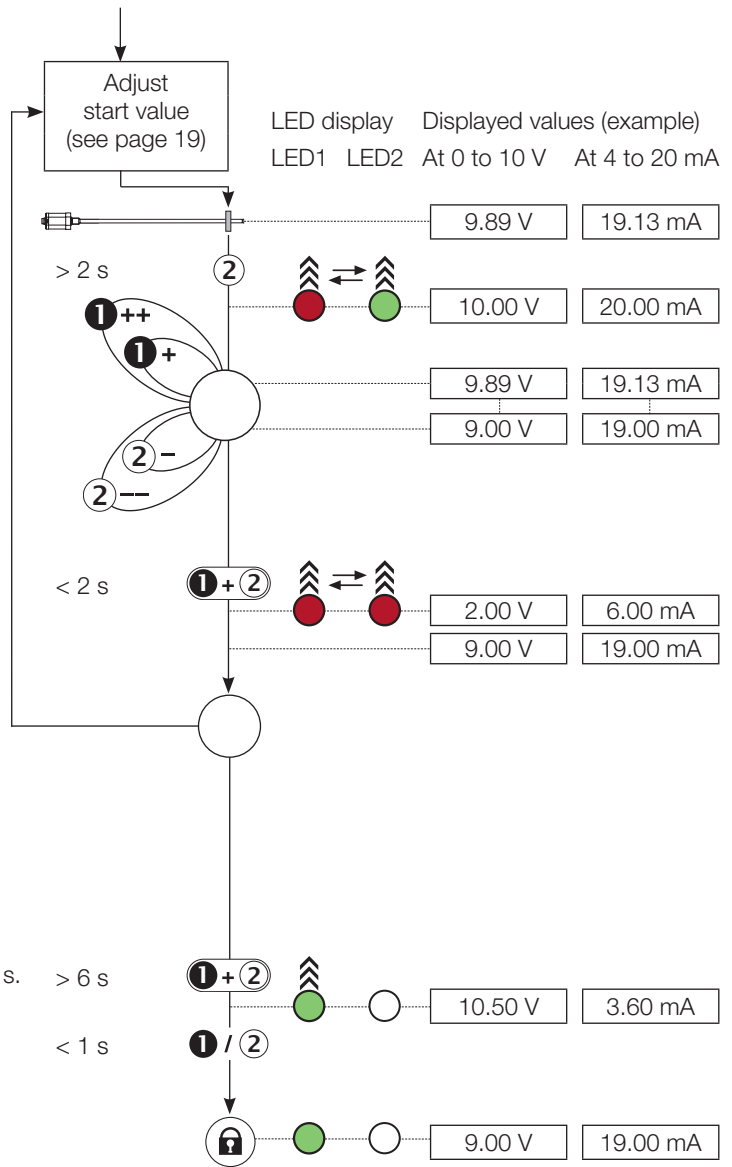 Adjust
start value
(see page 19)
LED display Displayed values (example)
LED1 LED2 At 0 to 10 V At 4 to 20 mA
9.89 V 19.13 mA
> 2 s 2
10.00 V 20.00 mA
1 ++
1 +
9.89 V 19.13 mA
9.00 V 19.00 mA
2 -
2 --
< 2 s 1 + 2
2.00 V 6.00 mA
9.00 V 19.00 mA
s. > 6 s 1 + 2
10.50 V 3.60 mA
< 1 s 1 / 2
9.00 V 19.00 mA